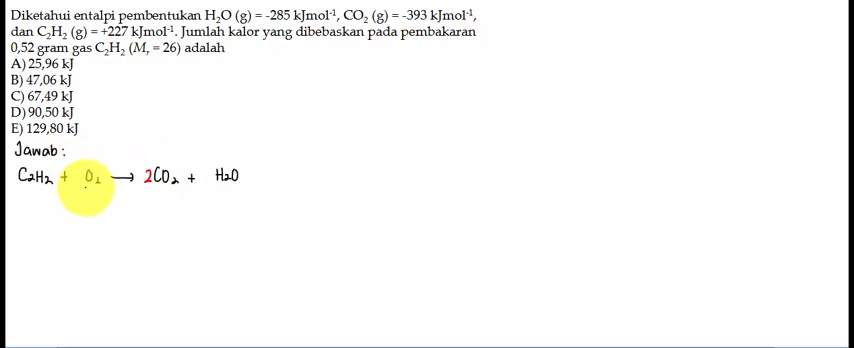 Diketahui entalpi pembentukan H₂O (g) = -285 kJmol⁻¹, CO₂ (g) = -393 kJmol⁻¹,
dan C₂H₂ (g) = +227 kJmol⁻¹. Jumlah kalor yang dibebaskan pada pembakaran
0,52 gram gas C₂H₂ (Mᵣ = 26) adalah
A) 25,96 kJ
B) 47,06 kJ
C) 67,49 kJ
D) 90,50 kJ
E) 129,80 kJ
Jawab :
C₂H₂ + O₂ → 2CO₂ + H₂O